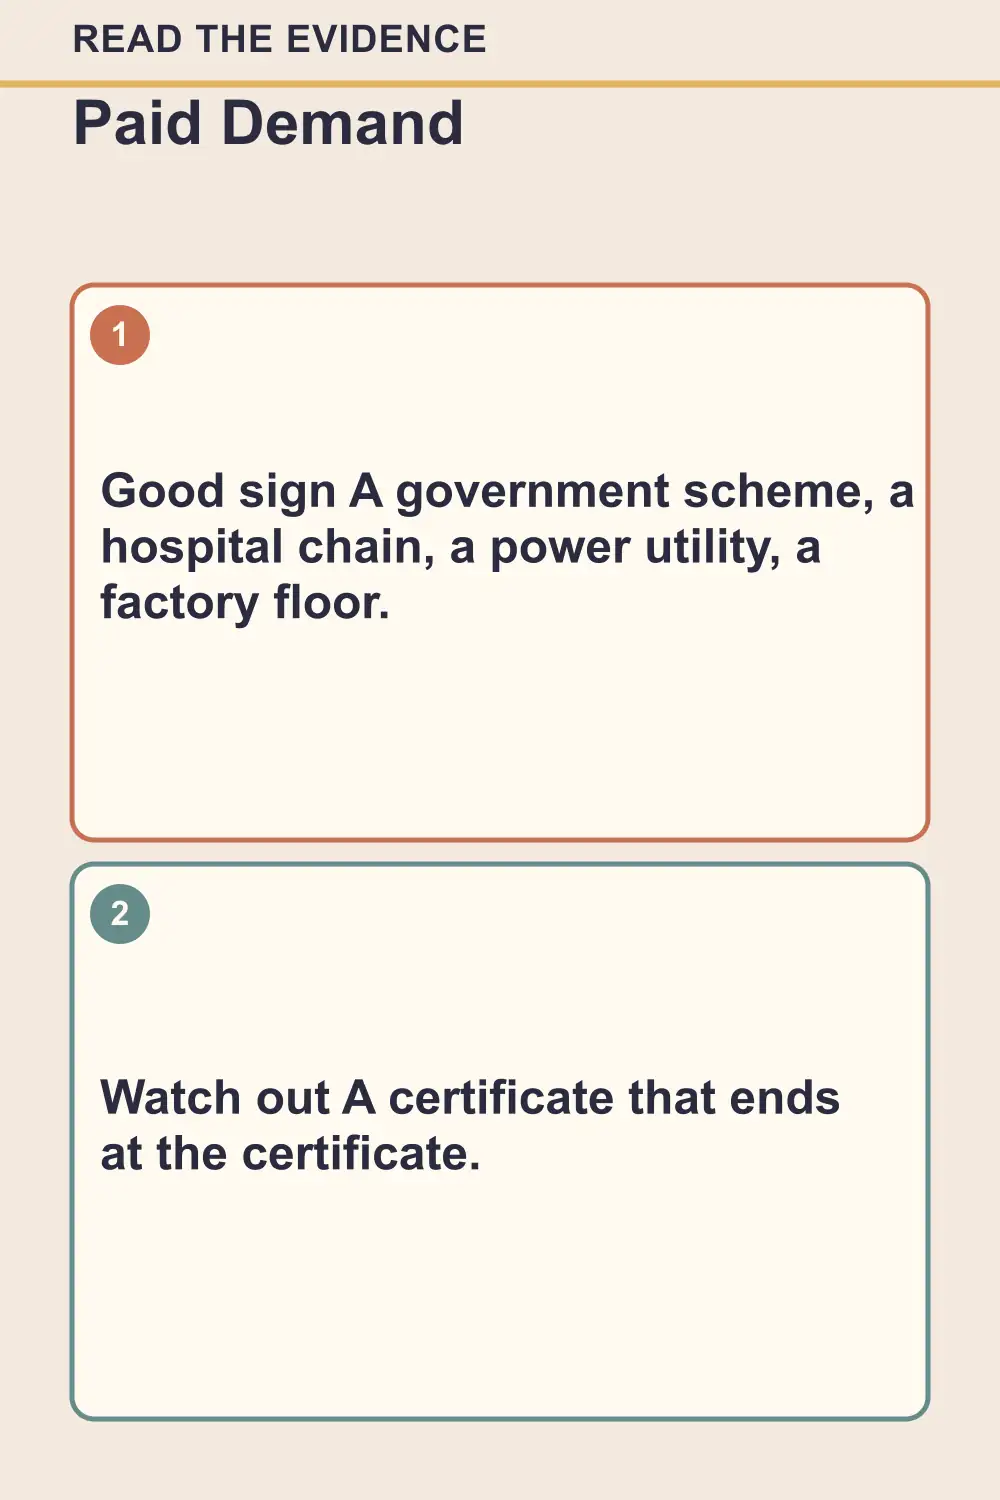 READ THE EVIDENCE
Paid Demand
1
Good sign A government scheme, a
hospital chain, a power utility, a
factory floor.
2
Watch out A certificate that ends
at the certificate.